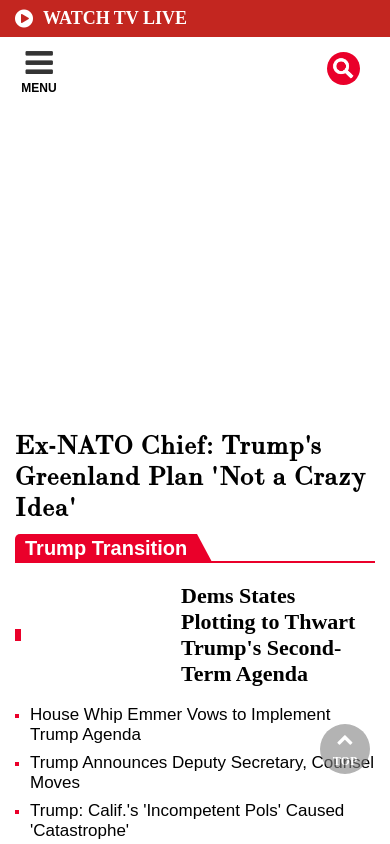 WATCH TV LIVE
MENU
Ex-NATO Chief: Trump's
Greenland Plan 'Not a Crazy
Idea'
Trump Transition
Dems States
Plotting to Thwart
Trump's Second-
Term Agenda
House Whip Emmer Vows to Implement
Trump Agenda
Trump Announces Deputy Secretary, Counsel
Moves
TOP
Trump: Calif.'s 'Incompetent Pols' Caused
'Catastrophe'